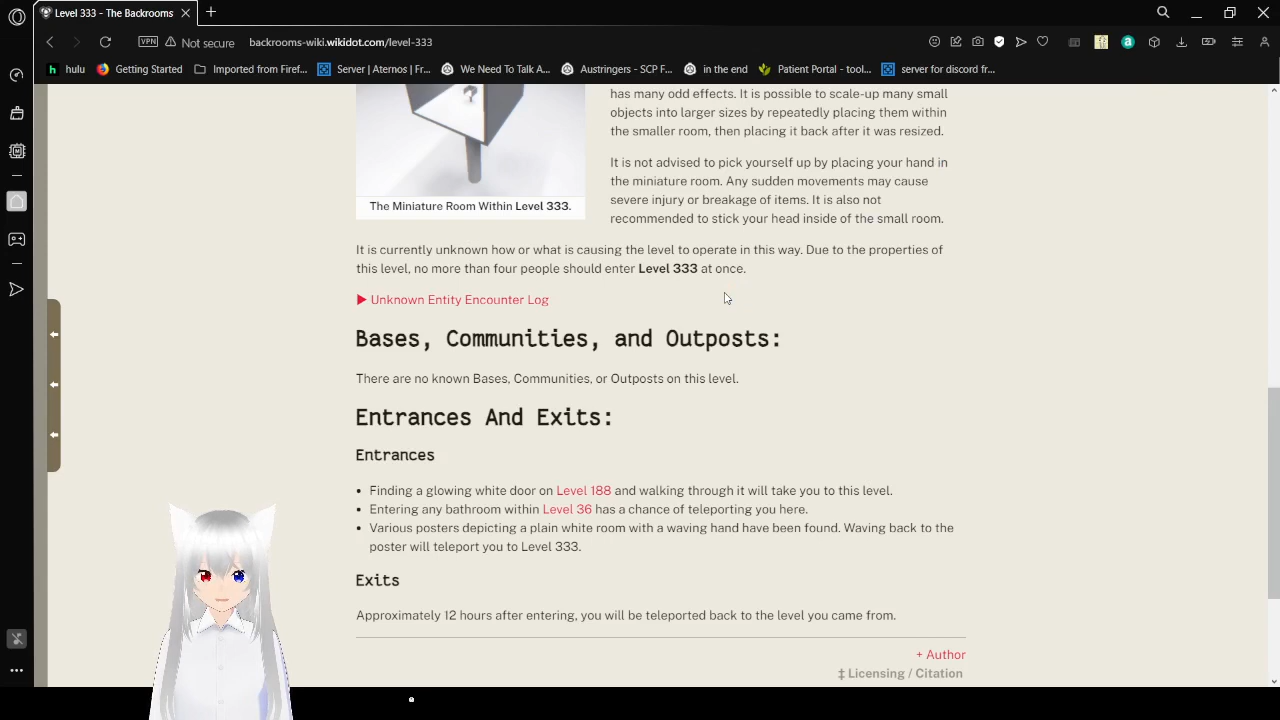 Level 333 - The Backrooms
VPN
Not secure
backrooms-wiki.wikidot.com/level-333
hulu
Getting Started
Imported from Firef...
Server | Aternos | Fr...
We Need To Talk A...
Austringers - SCP F...
in the end
Patient Portal - tool...
server for discord fr...
has many odd effects. It is possible to scale-up many small
objects into larger sizes by repeatedly placing them within
the smaller room, then placing it back after it was resized.
It is not advised to pick yourself up by placing your hand in
the miniature room. Any sudden movements may cause
severe injury or breakage of items. It is also not
recommended to stick your head inside of the small room.
The Miniature Room Within Level 333.
It is currently unknown how or what is causing the level to operate in this way. Due to the properties of
this level, no more than four people should enter Level 333 at once.
▶ Unknown Entity Encounter Log
Bases, Communities, and Outposts:
There are no known Bases, Communities, or Outposts on this level.
Entrances And Exits:
Entrances
• Finding a glowing white door on Level 188 and walking through it will take you to this level.
• Entering any bathroom within Level 36 has a chance of teleporting you here.
• Various posters depicting a plain white room with a waving hand have been found. Waving back to the
poster will teleport you to Level 333.
Exits
Approximately 12 hours after entering, you will be teleported back to the level you came from.
+ Author
‡ Licensing / Citation